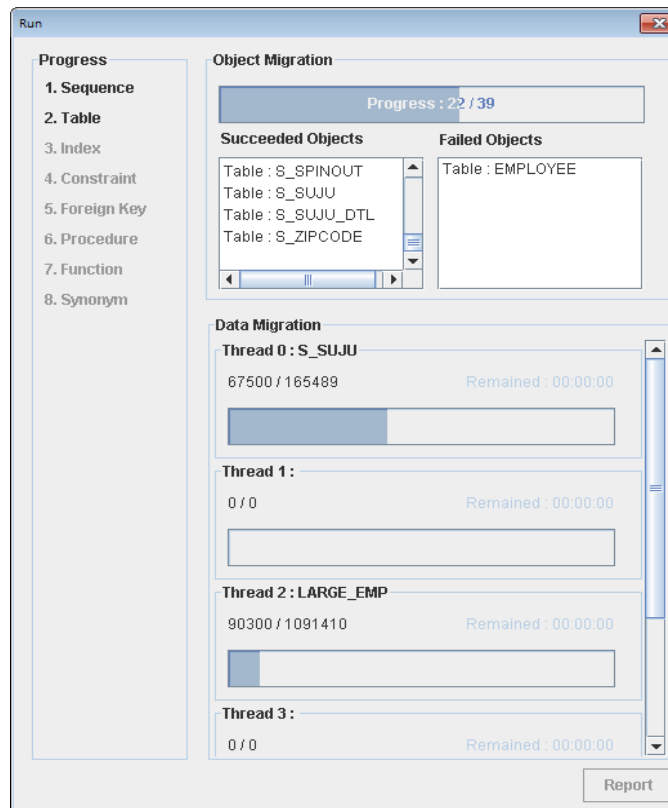 Run
Progress
1. Sequence
2. Table
3. Index
4. Constraint
5. Foreign Key
6. Procedure
7. Function
8. Synonym
Object Migration
Progress : 22 / 39
Succeeded Objects
Table : S_SPINOUT
Table : S_SUJU
Table : S_SUJU_DTL
Table : S_ZIPCODE
Failed Objects
Table : EMPLOYEE
Data Migration
Thread 0 : S_SUJU
67500 / 165489 Remained : 00:00:00
Thread 1 :
0 / 0 Remained : 00:00:00
Thread 2 : LARGE_EMP
90300 / 1091410 Remained : 00:00:00
Thread 3 :
0 / 0 Remained : 00:00:00
Report